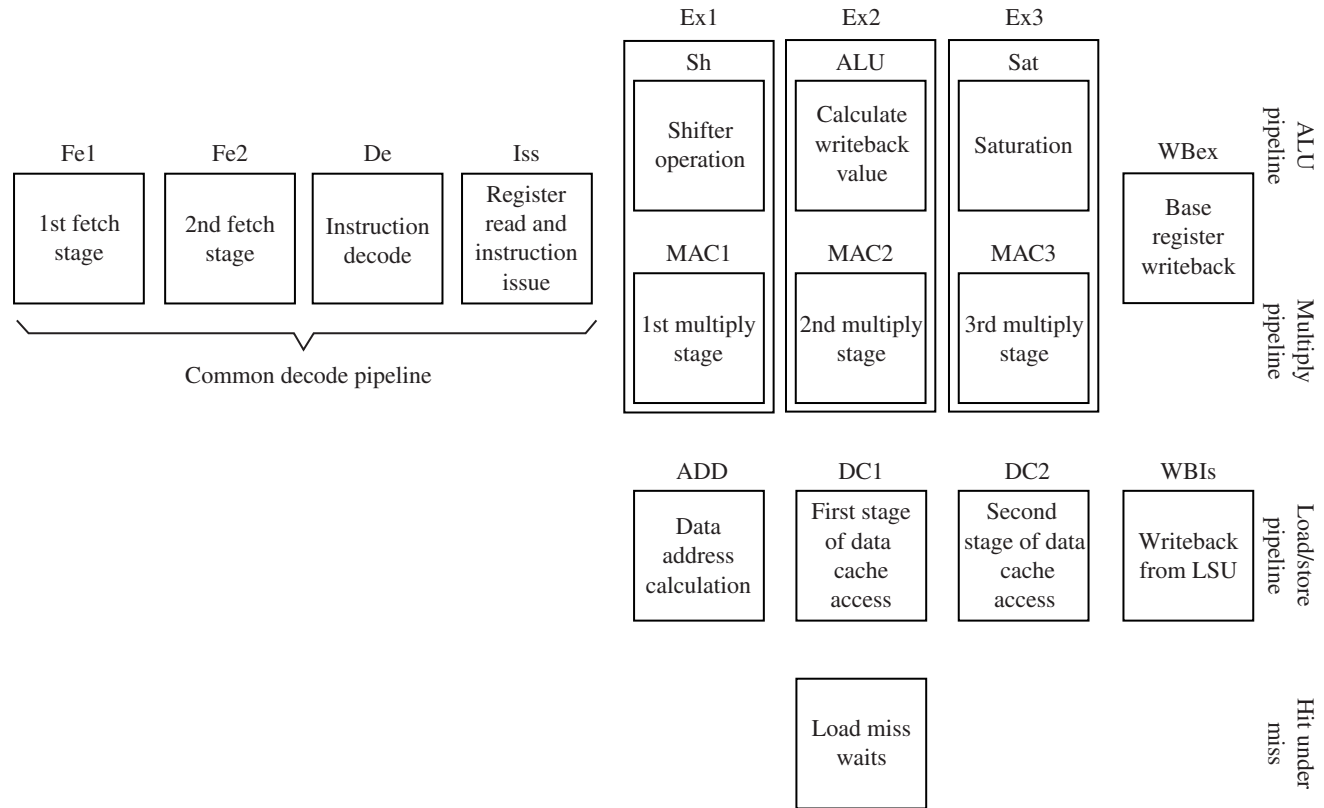 Ex1
Ex2
Ex3
Sh
ALU
Sat
Shifter
operation
Calculate
writeback
value
Saturation
ALU
pipeline
Fe1
Fe2
De
Iss
WBex
1st fetch
stage
2nd fetch
stage
Instruction
decode
Register
read and
instruction
issue
Base
register
writeback
MAC1
MAC2
MAC3
1st multiply
stage
2nd multiply
stage
3rd multiply
stage
Multiply
pipeline
Common decode pipeline
ADD
DC1
DC2
WBIs
Data
address
calculation
First stage
of data
cache
access
Second
stage of data
cache
access
Writeback
from LSU
Load/store
pipeline
Load miss
waits
Hit under
miss